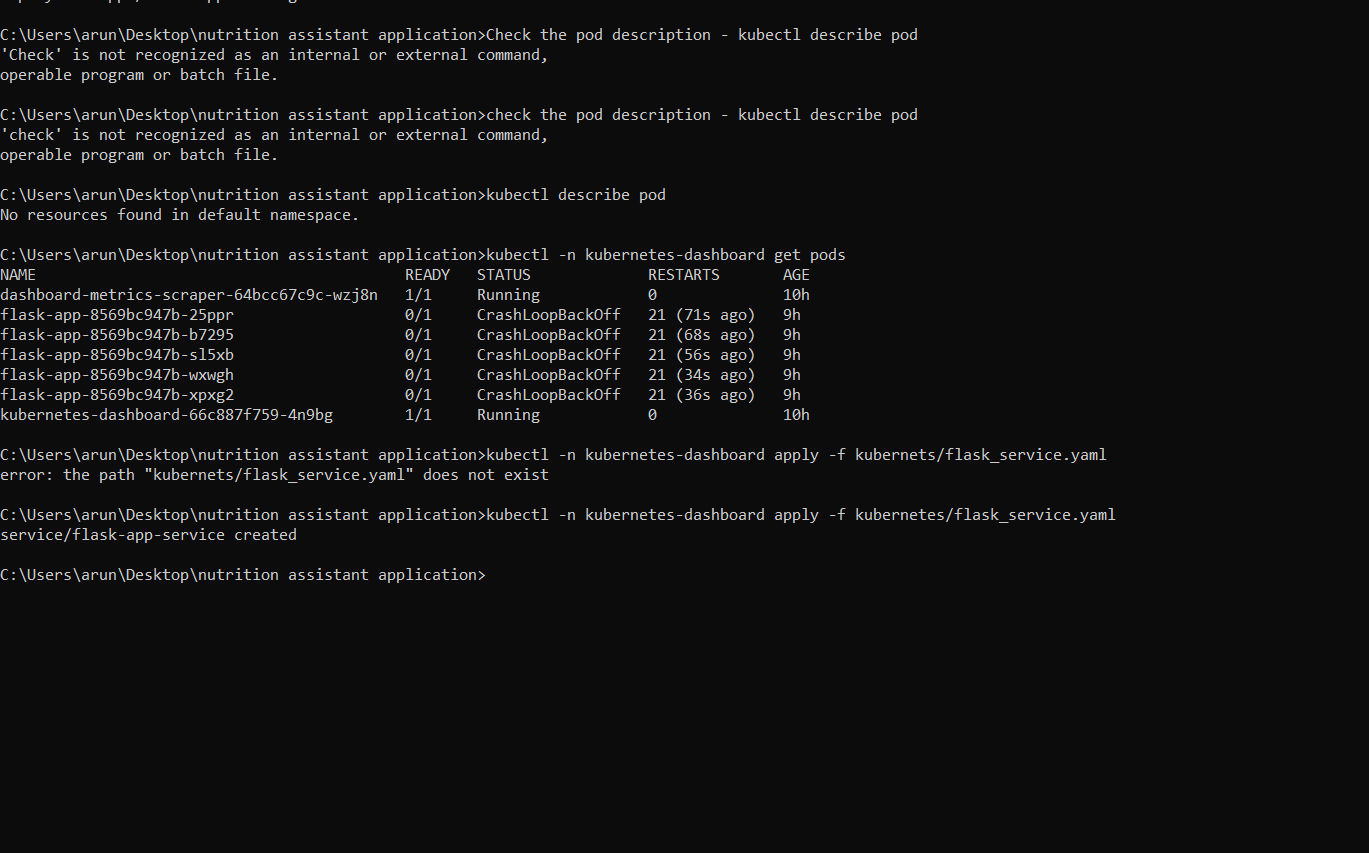 C:\Users\arun\Desktop\nutrition assistant application>Check the pod description - kubectl describe pod
'Check' is not recognized as an internal or external command,
operable program or batch file.
C:\Users\arun\Desktop\nutrition assistant application>check the pod description - kubectl describe pod
'check' is not recognized as an internal or external command,
operable program or batch file.
C:\Users\arun\Desktop\nutrition assistant application>kubectl describe pod
No resources found in default namespace.
C:\Users\arun\Desktop\nutrition assistant application>kubectl -n kubernetes-dashboard get pods
NAME READY STATUS RESTARTS AGE
dashboard-metrics-scraper-64bcc67c9c-wzj8n 1/1 Running 0 10h
flask-app-8569bc947b-25ppr 0/1 CrashLoopBackOff 21 (71s ago) 9h
flask-app-8569bc947b-b7295 0/1 CrashLoopBackOff 21 (68s ago) 9h
flask-app-8569bc947b-sl5xb 0/1 CrashLoopBackOff 21 (56s ago) 9h
flask-app-8569bc947b-wxwgh 0/1 CrashLoopBackOff 21 (34s ago) 9h
flask-app-8569bc947b-xpxg2 0/1 CrashLoopBackOff 21 (36s ago) 9h
kubernetes-dashboard-66c887f759-4n9bg 1/1 Running 0 10h
C:\Users\arun\Desktop\nutrition assistant application>kubectl -n kubernetes-dashboard apply -f kubernets/flask_service.yaml
error: the path "kubernets/flask_service.yaml" does not exist
C:\Users\arun\Desktop\nutrition assistant application>kubectl -n kubernetes-dashboard apply -f kubernetes/flask_service.yaml
service/flask-app-service created
C:\Users\arun\Desktop\nutrition assistant application>